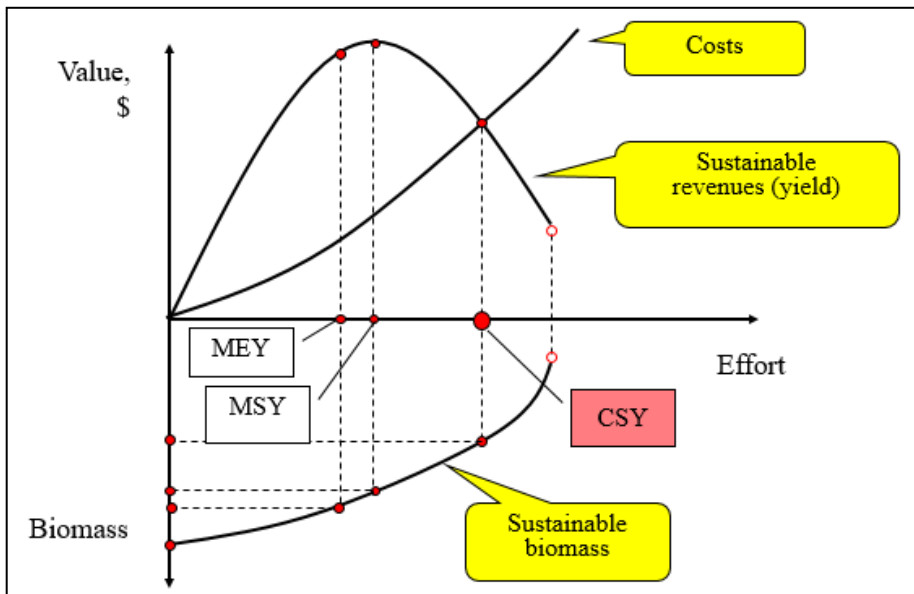 Costs
Value,
$
Sustainable
revenues (yield)
MEY
Effort
MSY
CSY
Biomass
Sustainable
biomass